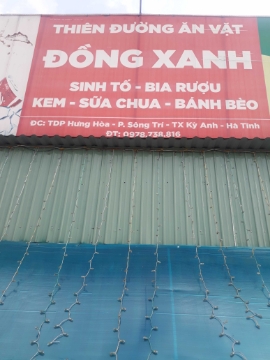 THIÊN ĐƯỜNG ĂN VẶT
ĐỒNG XANH
SINH TỐ - BIA RƯỢU
KEM - SỮA CHUA - BÁNH BÈO
ĐC: TDP Hưng Hòa - P. Sông Trí - TX Kỳ Anh - Hà Tĩnh
ĐT: 0978.738.816